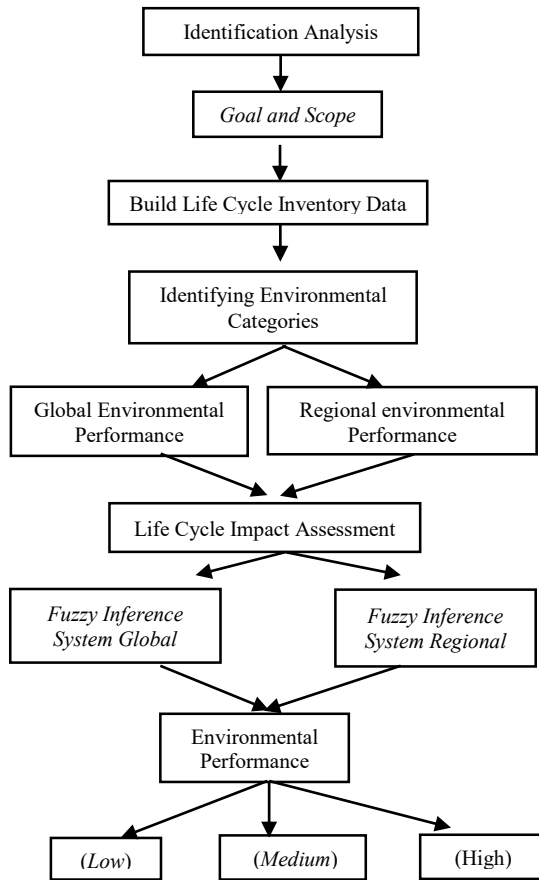 Identification Analysis
Goal and Scope
Build Life Cycle Inventory Data
Identifying Environmental
Categories
Global Environmental
Performance
Regional environmental
Performance
Life Cycle Impact Assessment
Fuzzy Inference
System Global
Fuzzy Inference
System Regional
Environmental
Performance
(Low)
(Medium)
(High)